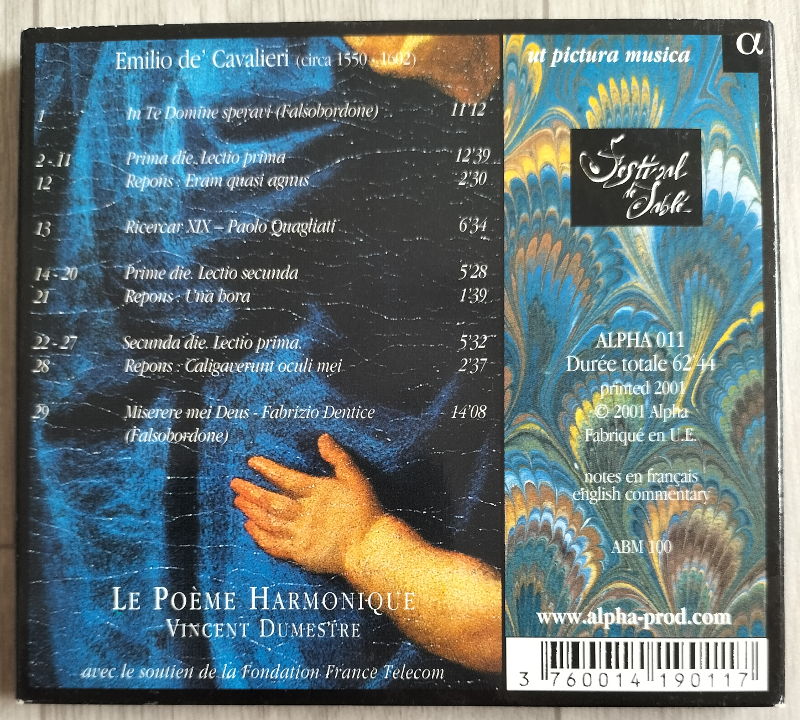 Emilio de' Cavalieri (circa 1550 - 1602)
1 In Te Domine speravi (Falsobordone) 11'12
2 - 11 Prima die. Lectio prima 12'39
12 Repons : Eram quasi agnus 2'30
13 Ricercar XIX – Paolo Quagliati 6'34
14 - 20 Prime die. Lectio secunda 5'28
21 Repons : Una hora 1'39
22 - 27 Secunda die. Lectio prima. 5'32
28 Repons : Caligaverunt oculi mei 2'37
29 Miserere mei Deus - Fabrizio Dentice 14'08
(Falsobordone)
LE POÈME HARMONIQUE
VINCENT DUMESTRE
avec le soutien de la Fondation France Telecom
ut pictura musica
α
Festival
de Sablé
ALPHA 011
Durée totale 62'44
printed 2001
© 2001 Alpha
Fabriqué en U.E.
notes en français
english commentary
ABM 100
www.alpha-prod.com
3 760014 190117